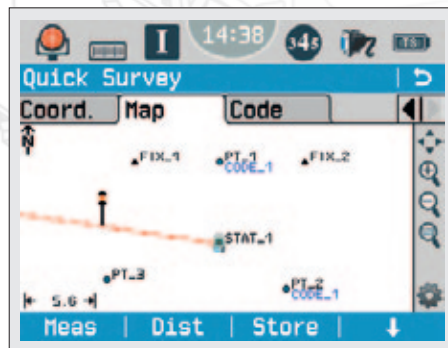 I 14:38 345
Quick Survey
Coord. Map Code
N
FIX_1 PT_1 FIX_2
CODE_1
STAT_1
PT_3 PT_2
CODE_1
5.6
Meas | Dist | Store |